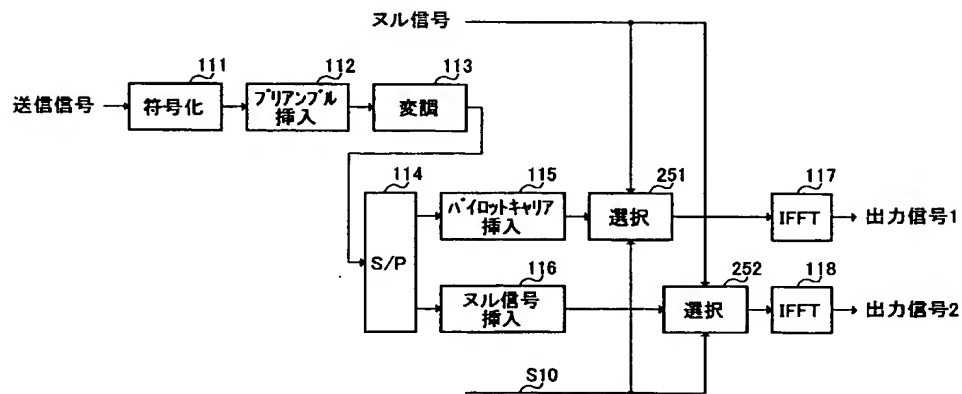 ヌル信号
111
112
113
送信信号
符号化
プリアンブル
挿入
変調
114
115
251
117
パイロットキャリア
挿入
選択
IFFT
出力信号1
S/P
116
252
118
ヌル信号
挿入
選択
IFFT
出力信号2
S10